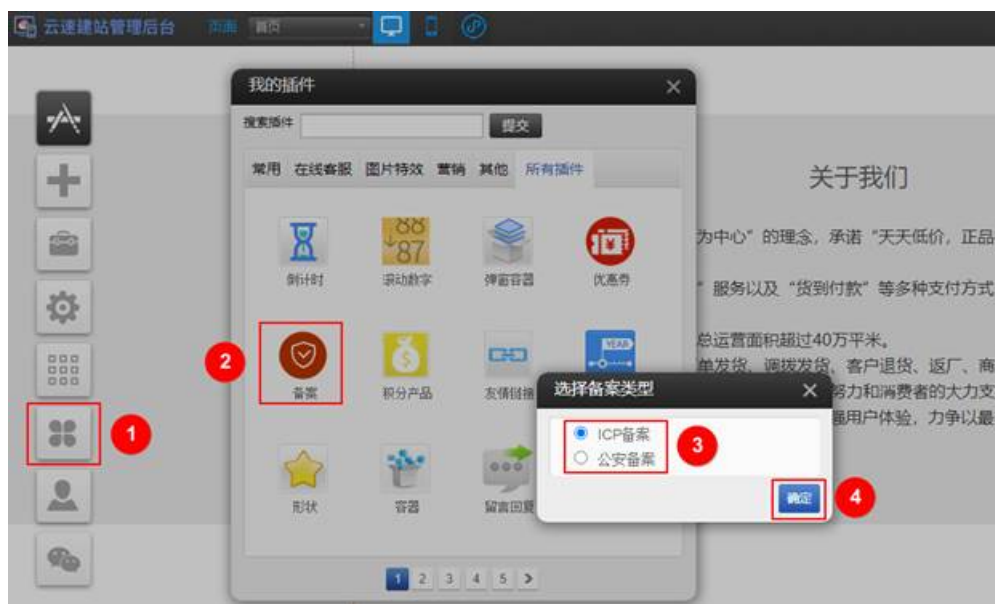 云速建站管理后台 页面 首页
我的插件
搜索插件 提交
常用 在线客服 图片特效 营销 其他 所有插件
倒计时 滚动数字 弹窗容器 优惠券
备案 积分产品 友情链接 YEAR
形状 容器 留言回复
1 2 3 4 5
选择备案类型
ICP备案
公安备案
确定
1
2
3
4
关于我们
为中心”的理念，承诺“天天低价，正品
”服务以及“货到付款”等多种支付方式
总运营面积超过40万平米。
单发货、调拨发货、客户退货、返厂、商
努力和消费者的大力支
强用户体验，力争以最